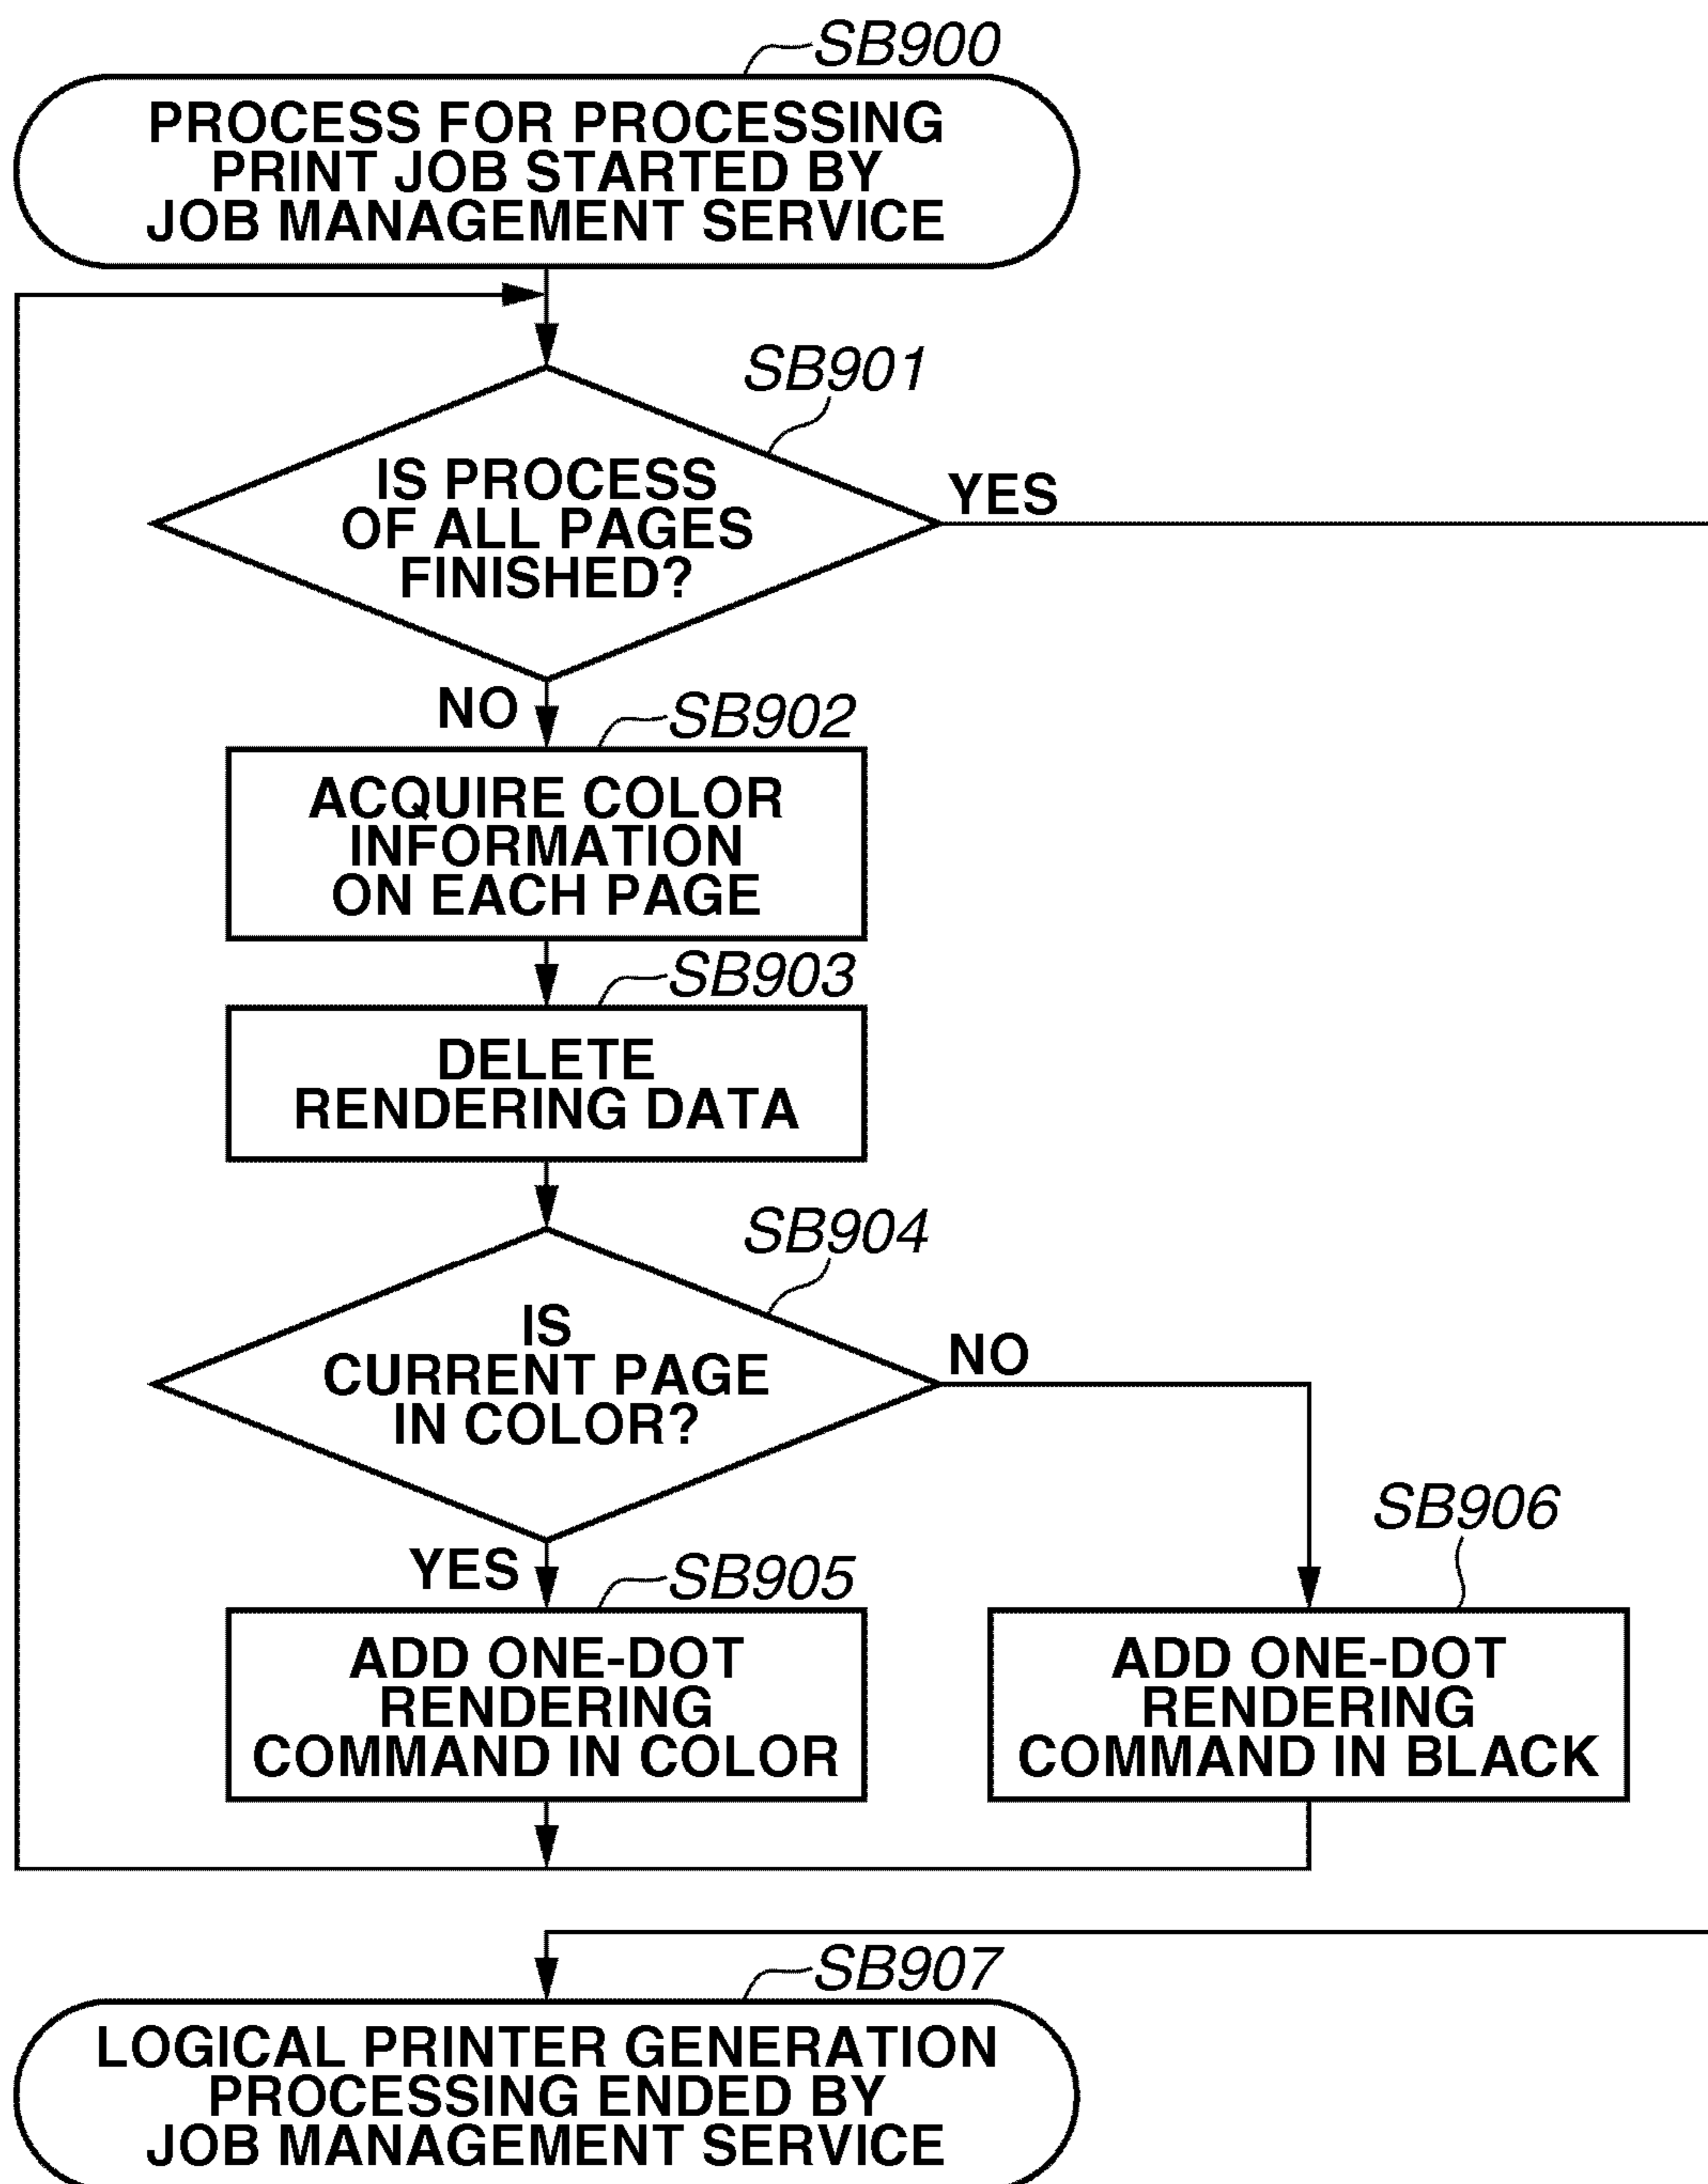 SB900
PROCESS FOR PROCESSING
PRINT JOB STARTED BY
JOB MANAGEMENT SERVICE
SB901
IS PROCESS
OF ALL PAGES
FINISHED?
YES
NO
SB902
ACQUIRE COLOR
INFORMATION
ON EACH PAGE
SB903
DELETE
RENDERING DATA
SB904
IS
CURRENT PAGE
IN COLOR?
NO
YES
SB905
ADD ONE-DOT
RENDERING
COMMAND IN COLOR
SB906
ADD ONE-DOT
RENDERING
COMMAND IN BLACK
SB907
LOGICAL PRINTER GENERATION
PROCESSING ENDED BY
JOB MANAGEMENT SERVICE